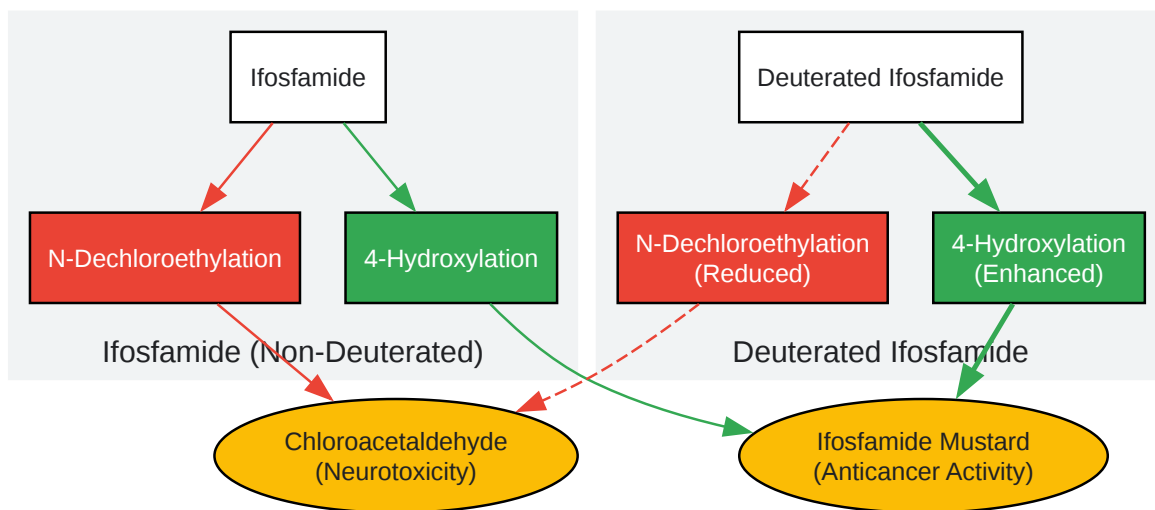 Ifosfamide
Deuterated Ifosfamide
N-Dechloroethylation
4-Hydroxylation
N-Dechloroethylation
(Reduced)
4-Hydroxylation
(Enhanced)
Ifosfamide (Non-Deuterated)
Deuterated Ifosfamide
Chloroacetaldehyde
(Neurotoxicity)
Ifosfamide Mustard
(Anticancer Activity)